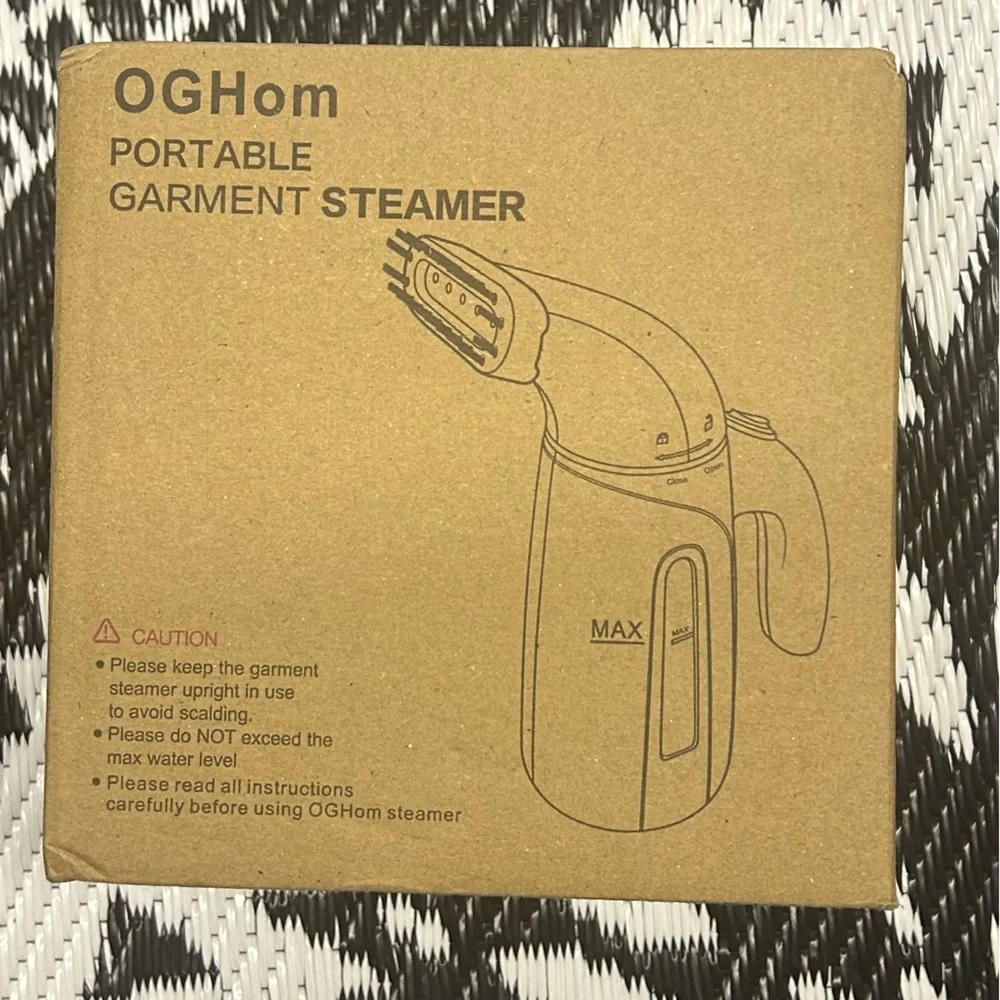 OGHom
PORTABLE
GARMENT STEAMER
Close
Open
MAX
MAX
CAUTION
• Please keep the garment
steamer upright in use
to avoid scalding.
• Please do NOT exceed the
max water level
• Please read all instructions
carefully before using OGHom steamer